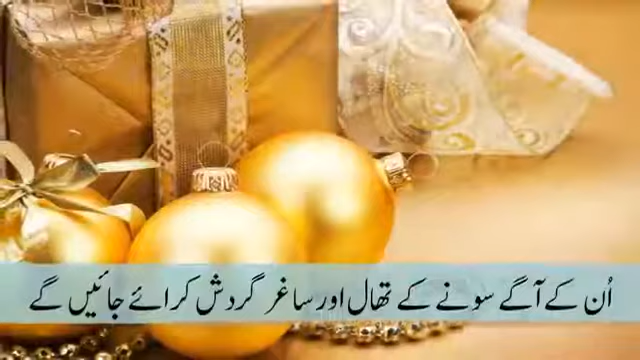 اُن کے آگے سونے کے تھال اور ساغر گردش کرائے جائیں گے